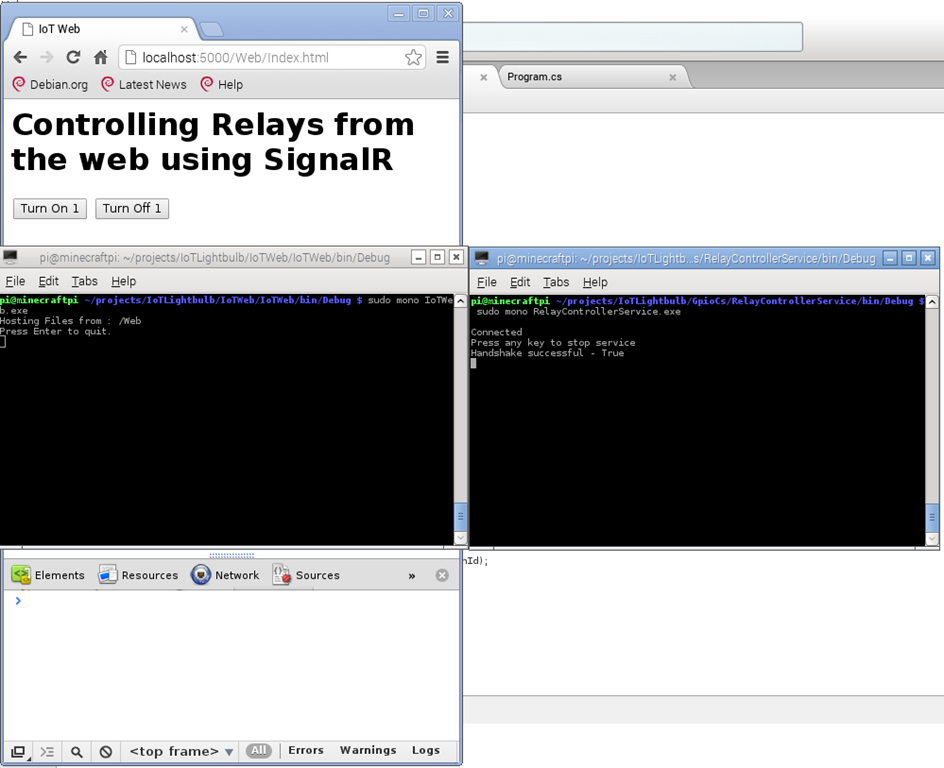 IoT Web
localhost:5000/Web/Index.html
Debian.org Latest News Help
Controlling Relays from
the web using SignalR
Turn On 1 Turn Off 1
Program.cs
pi@minecraftpi: ~/projects/IoTLightbulb/IoTWeb/IoTWeb/bin/Debug
File Edit Tabs Help
pi@minecraftpi ~/projects/IoTLightbulb/IoTWeb/IoTWeb/bin/Debug $ sudo mono IoTWe
b.exe
Hosting Files from : /Web
Press Enter to quit.
pi@minecraftpi: ~/projects/IoTLightb...s/RelayControllerService/bin/Debug
File Edit Tabs Help
pi@minecraftpi ~/projects/IoTLightbulb/GpioCs/RelayControllerService/bin/Debug $
sudo mono RelayControllerService.exe
Connected
Press any key to stop service
Handshake successful - True
nId);
Elements Resources Network Sources »
<top frame> All Errors Warnings Logs